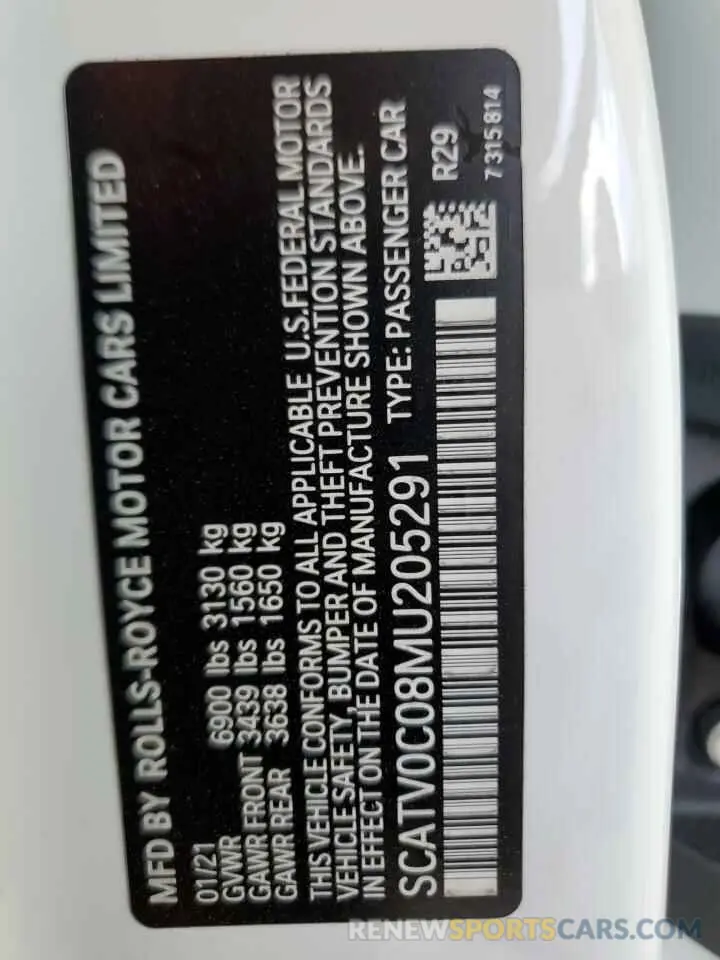 MFD BY ROLLS-ROYCE MOTOR CARS LIMITED
01/21
GVWR 6900 lbs 3130 kg
GAWR FRONT 3439 lbs 1560 kg
GAWR REAR 3638 lbs 1650 kg
THIS VEHICLE CONFORMS TO ALL APPLICABLE U.S.FEDERAL MOTOR
VEHICLE SAFETY, BUMPER AND THEFT PREVENTION STANDARDS
IN EFFECT ON THE DATE OF MANUFACTURE SHOWN ABOVE.
SCATV0C08MU205291 TYPE: PASSENGER CAR
R29
7315814
RENEWSPORTSCARS.COM